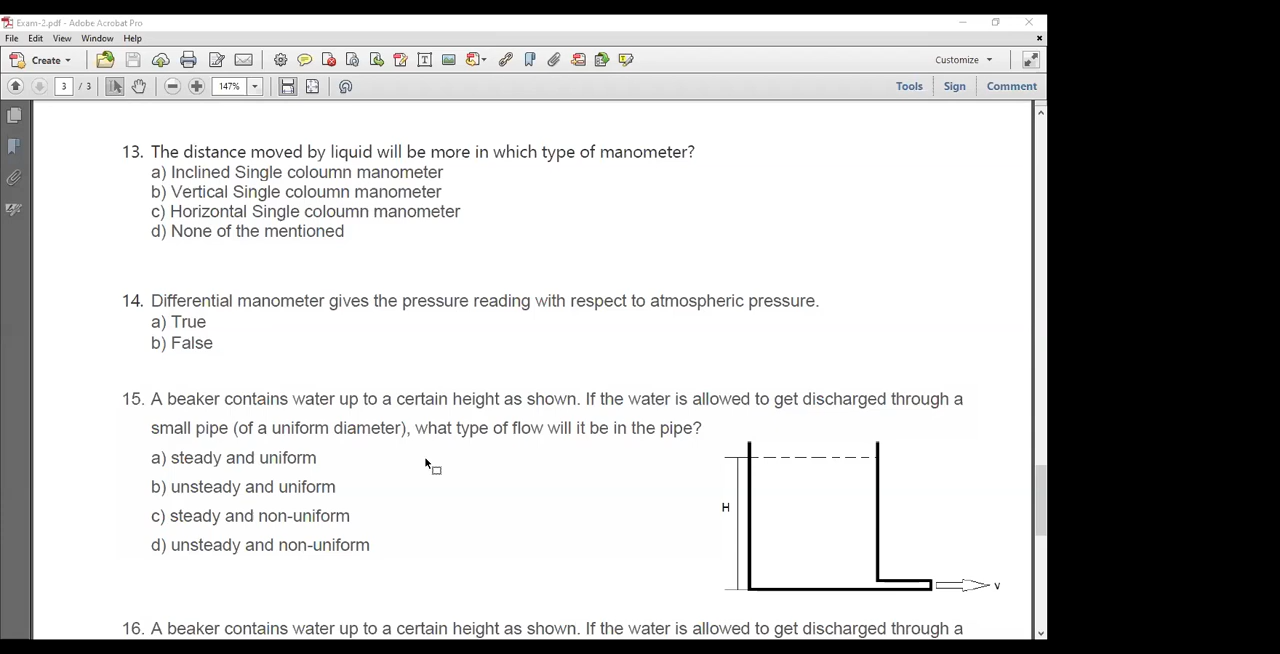 Exam-2.pdf - Adobe Acrobat Pro
File Edit View Window Help
Create Customize
3 / 3 147% Tools Sign Comment
13. The distance moved by liquid will be more in which type of manometer?
a) Inclined Single coloumn manometer
b) Vertical Single coloumn manometer
c) Horizontal Single coloumn manometer
d) None of the mentioned
14. Differential manometer gives the pressure reading with respect to atmospheric pressure.
a) True
b) False
15. A beaker contains water up to a certain height as shown. If the water is allowed to get discharged through a
small pipe (of a uniform diameter), what type of flow will it be in the pipe?
a) steady and uniform
b) unsteady and uniform
c) steady and non-uniform
d) unsteady and non-uniform
H
v
16. A beaker contains water up to a certain height as shown. If the water is allowed to get discharged through a